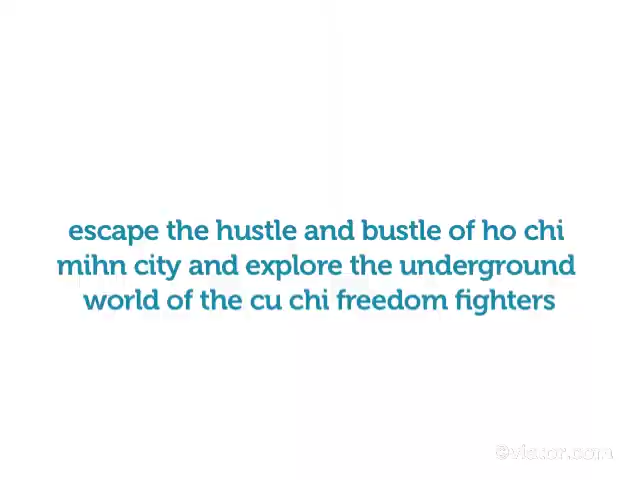 escape the hustle and bustle of ho chi
mihn city and explore the underground
world of the cu chi freedom fighters
©viator.com